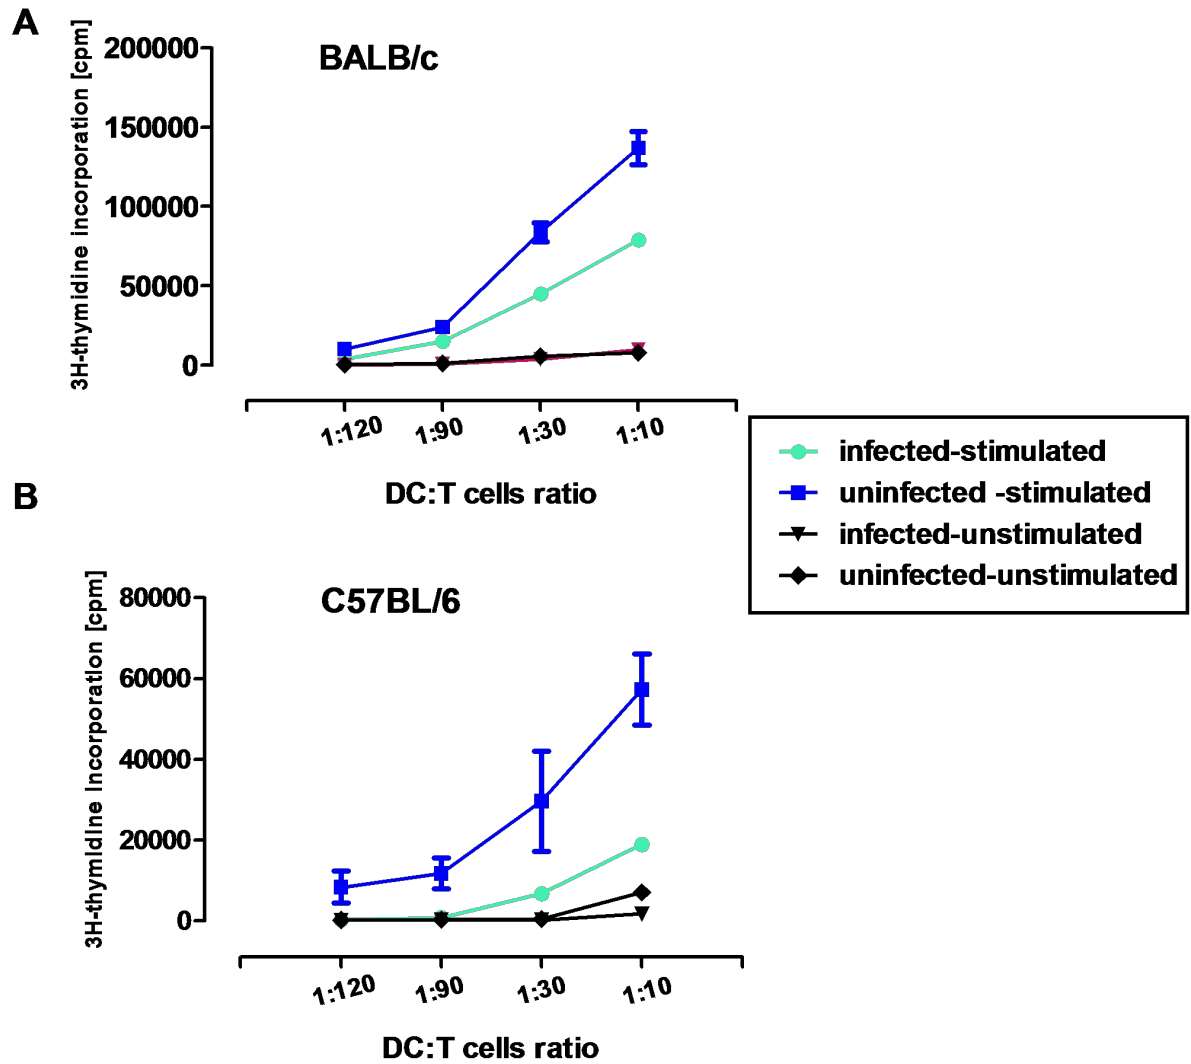 A
BALB/c
3H-thymidine incorporation [cpm]
200000
150000
100000
50000
0
1:120 1:90 1:30 1:10
DC:T cells ratio
infected-stimulated
uninfected -stimulated
infected-unstimulated
uninfected-unstimulated
B
C57BL/6
3H-thymidine incorporation [cpm]
80000
60000
40000
20000
0
1:120 1:90 1:30 1:10
DC:T cells ratio